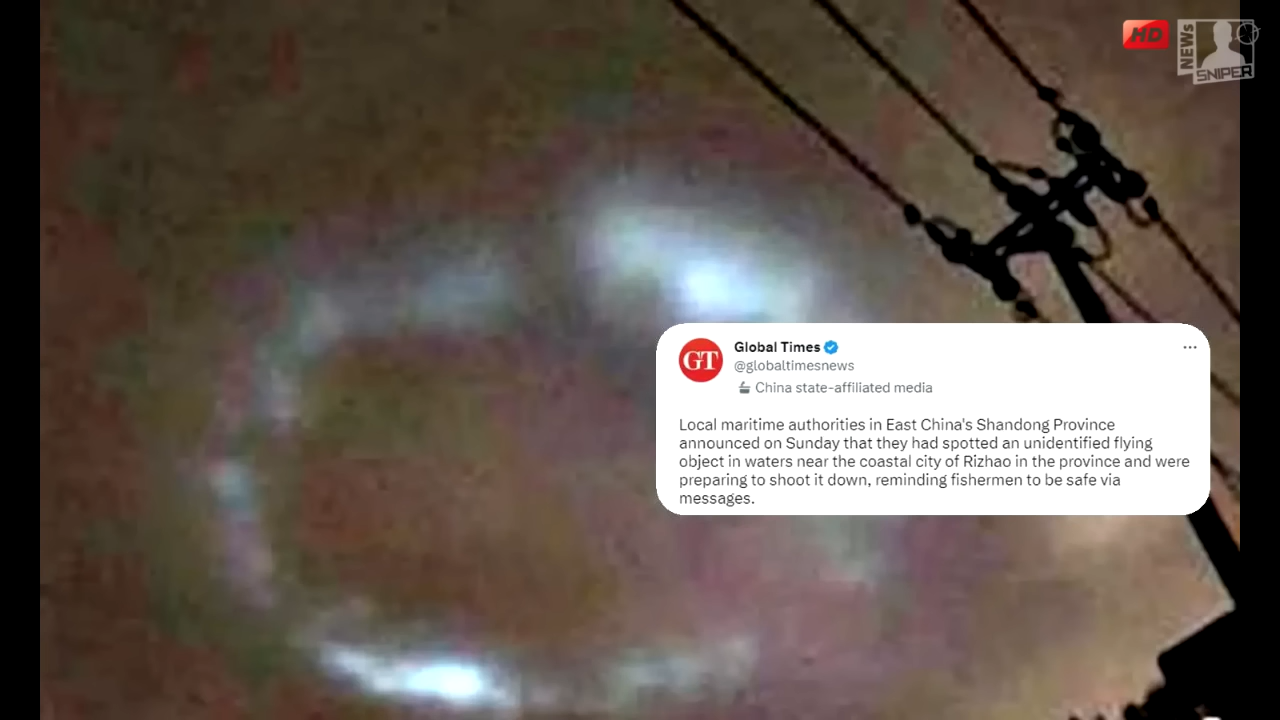 HD
NEWS
SNIPER
GT
Global Times
@globaltimesnews
China state-affiliated media
Local maritime authorities in East China's Shandong Province
announced on Sunday that they had spotted an unidentified flying
object in waters near the coastal city of Rizhao in the province and were
preparing to shoot it down, reminding fishermen to be safe via
messages.